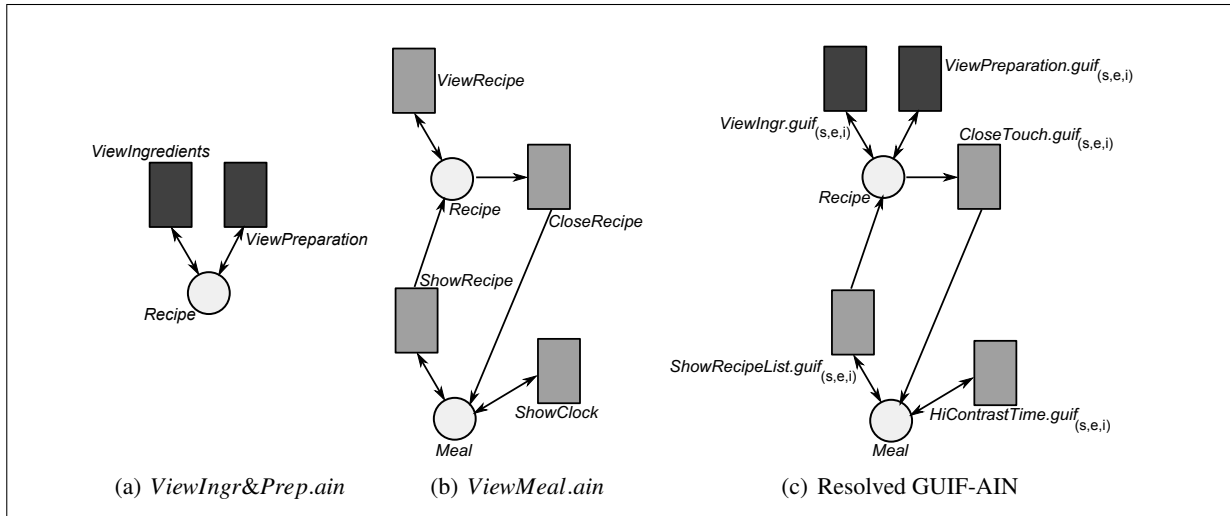 ViewIngredients
ViewPreparation
Recipe
(a) ViewIngr&Prep.ain
ViewRecipe
Recipe
CloseRecipe
ShowRecipe
ShowClock
Meal
(b) ViewMeal.ain
ViewPreparation.guif(s,e,i)
ViewIngr.guif(s,e,i)
CloseTouch.guif(s,e,i)
Recipe
ShowRecipeList.guif(s,e,i)
HiContrastTime.guif(s,e,i)
Meal
(c) Resolved GUIF-AIN